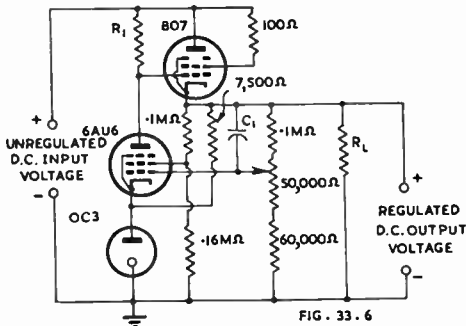 R1
807
100Ω
7,500Ω
+
6AU6
.1MΩ
C1
.1MΩ
+
UNREGULATED
D.C. INPUT
VOLTAGE
RL
-
50,000Ω
REGULATED
D.C. OUTPUT
VOLTAGE
OC3
.16MΩ
60,000Ω
-
FIG. 33.6